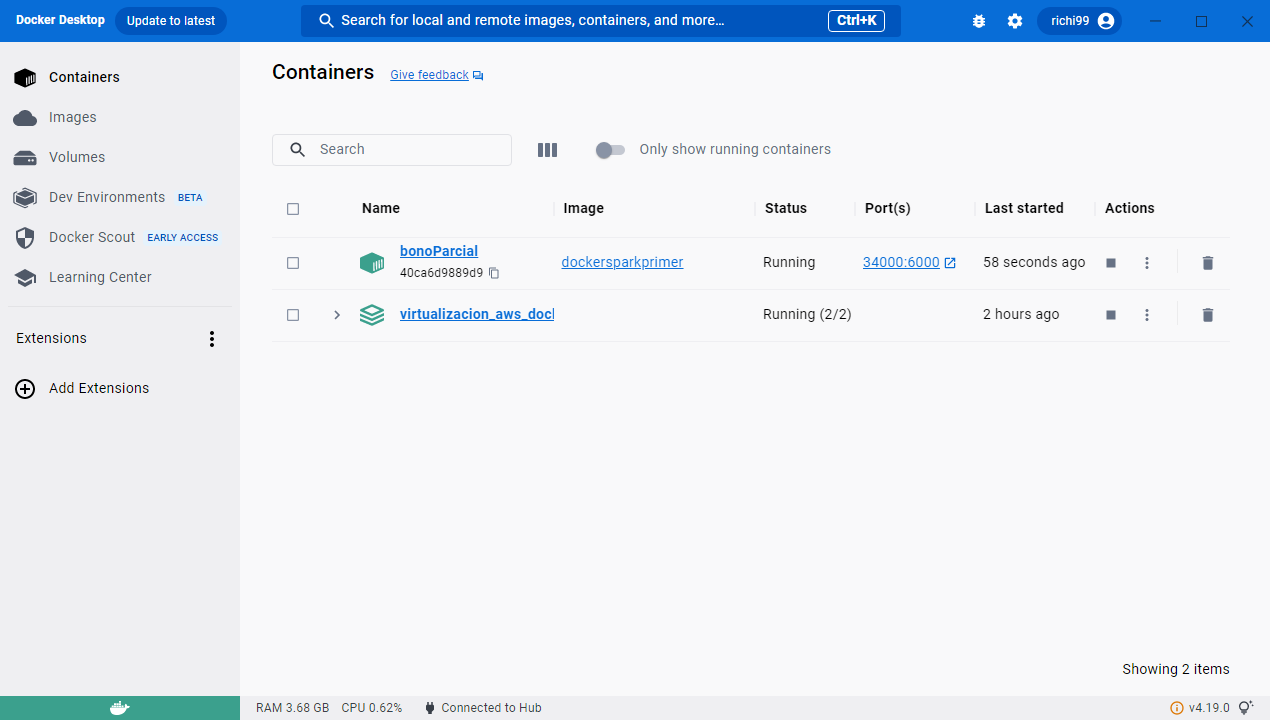 Docker Desktop Update to latest Search for local and remote images, containers, and more... Ctrl+K richi99
Containers
Images
Volumes
Dev Environments BETA
Docker Scout EARLY ACCESS
Learning Center
Extensions
Add Extensions
Containers Give feedback
Search Only show running containers
Name Image Status Port(s) Last started Actions
bonoParcial
40ca6d9889d9 dockersparkprimer Running 34000:6000 58 seconds ago
virtualizacion_aws_docl Running (2/2) 2 hours ago
Showing 2 items
RAM 3.68 GB CPU 0.62% Connected to Hub v4.19.0